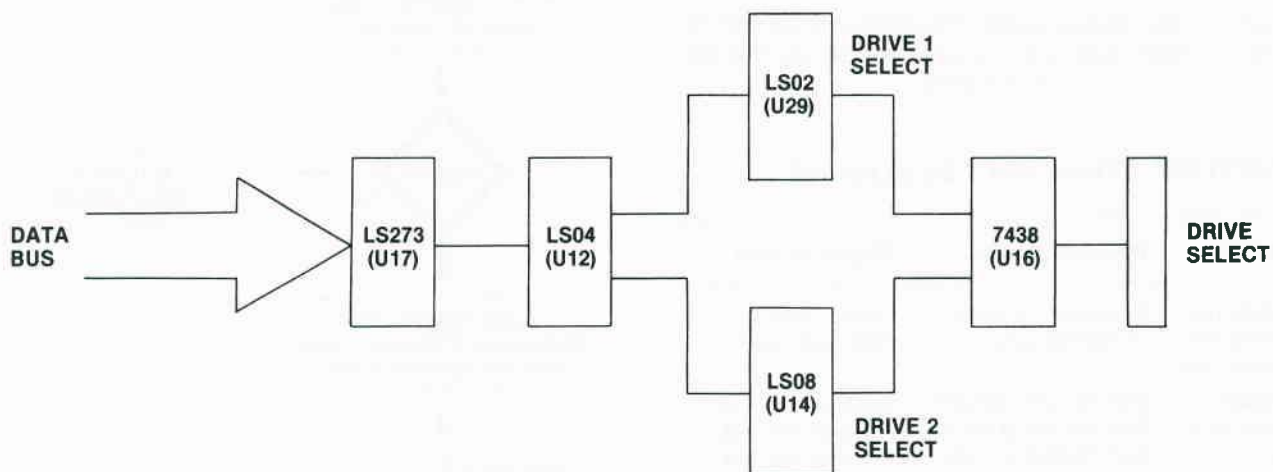 DATA
BUS
LS273
(U17)
LS04
(U12)
LS02
(U29)
DRIVE 1
SELECT
LS08
(U14)
DRIVE 2
SELECT
7438
(U16)
DRIVE
SELECT